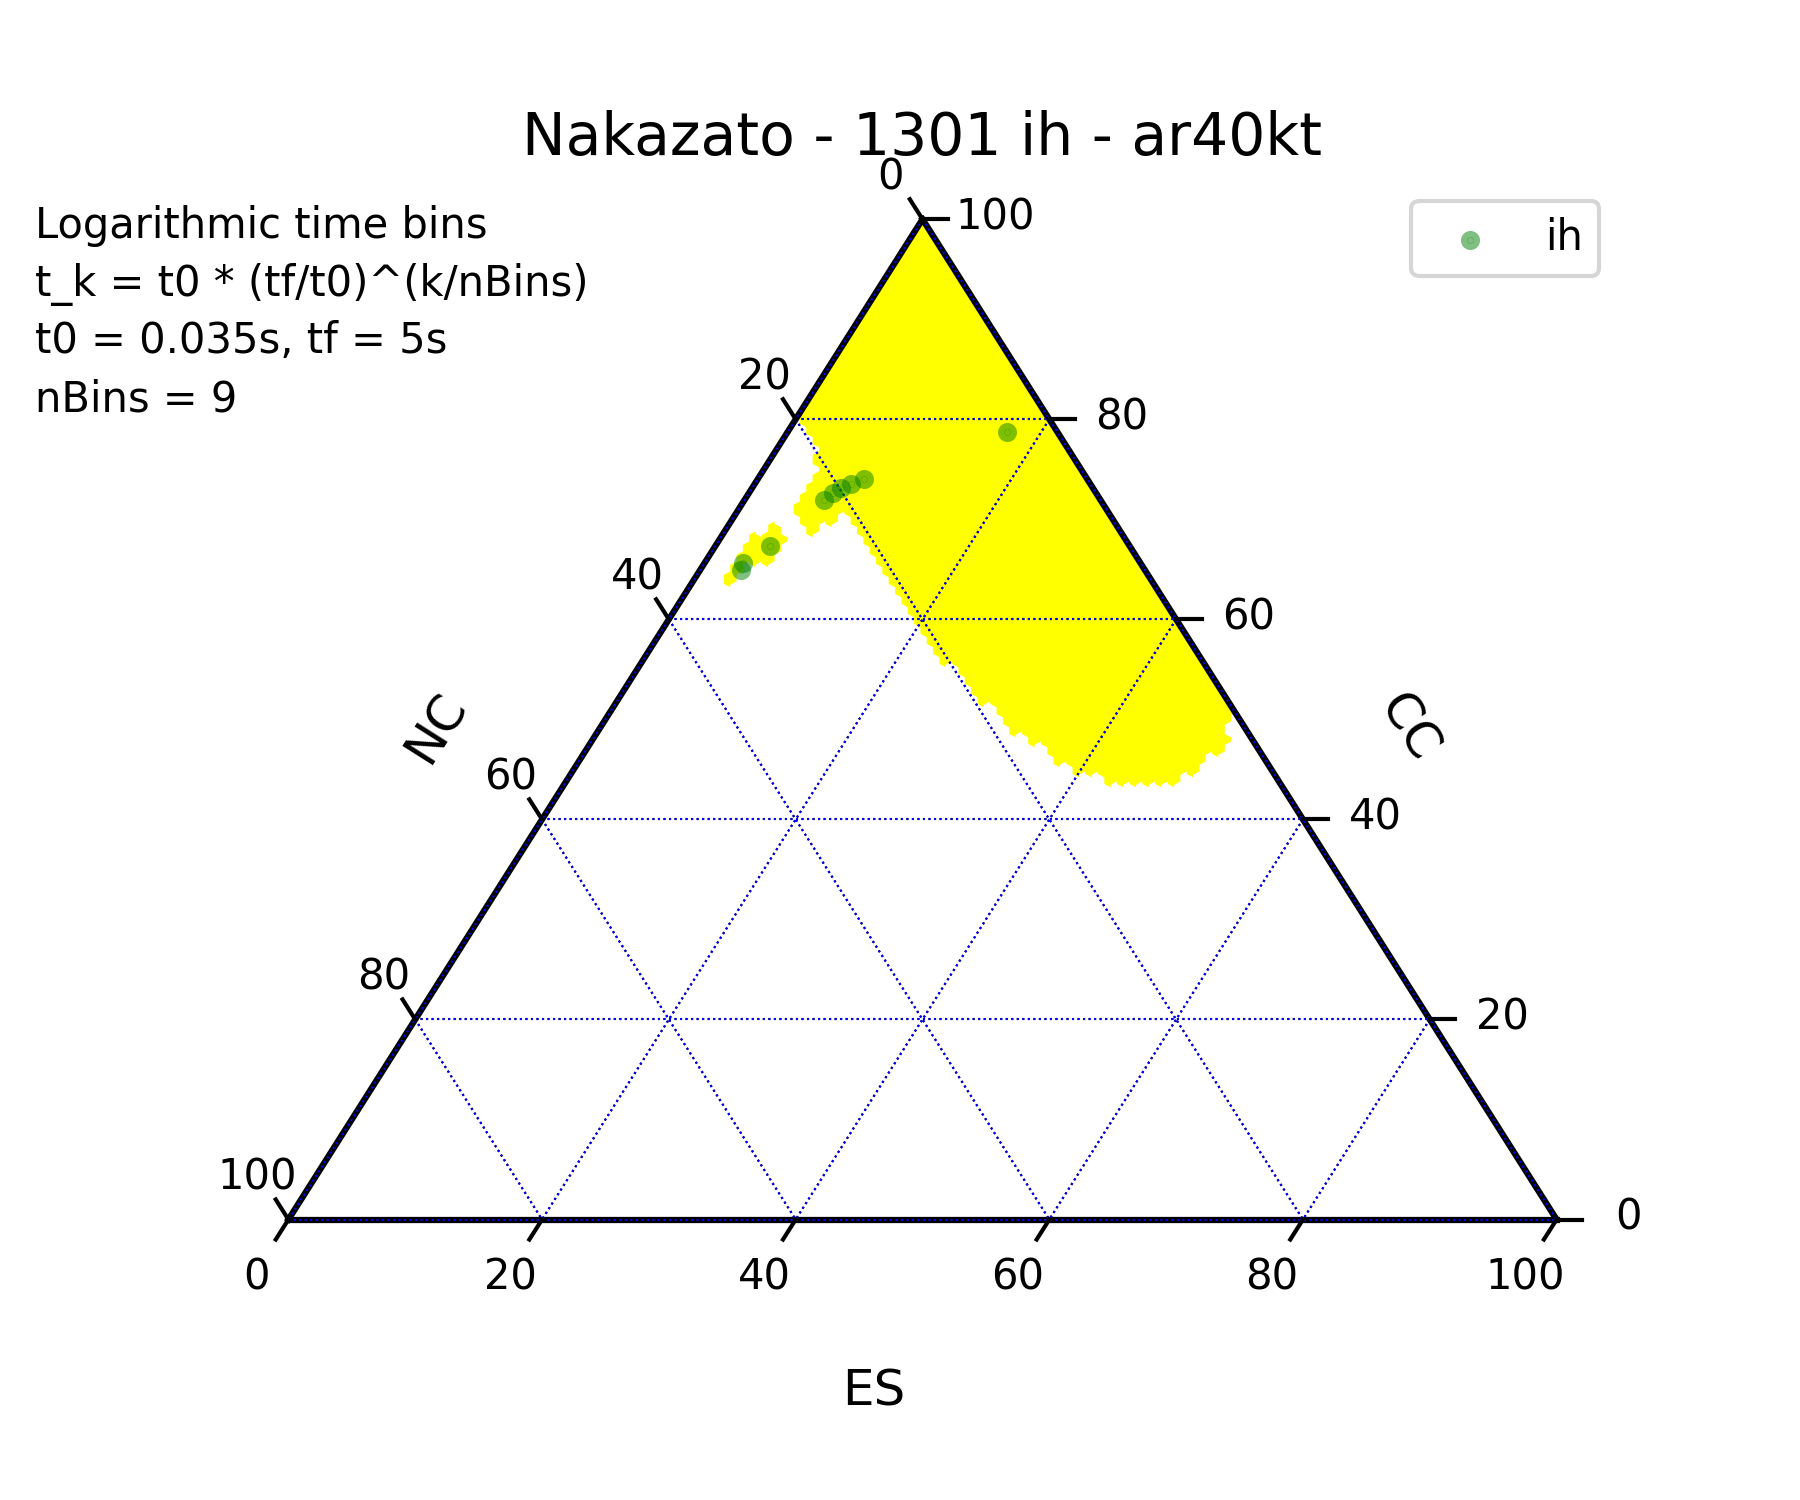 Nakazato - 1301 ih - ar40kt
Logarithmic time bins
t_k = t0 * (tf/t0)^(k/nBins)
t0 = 0.035s, tf = 5s
nBins = 9
ih
0
100
20
80
40
60
NC
CC
60
40
80
20
100
0
0
20
40
60
80
100
ES